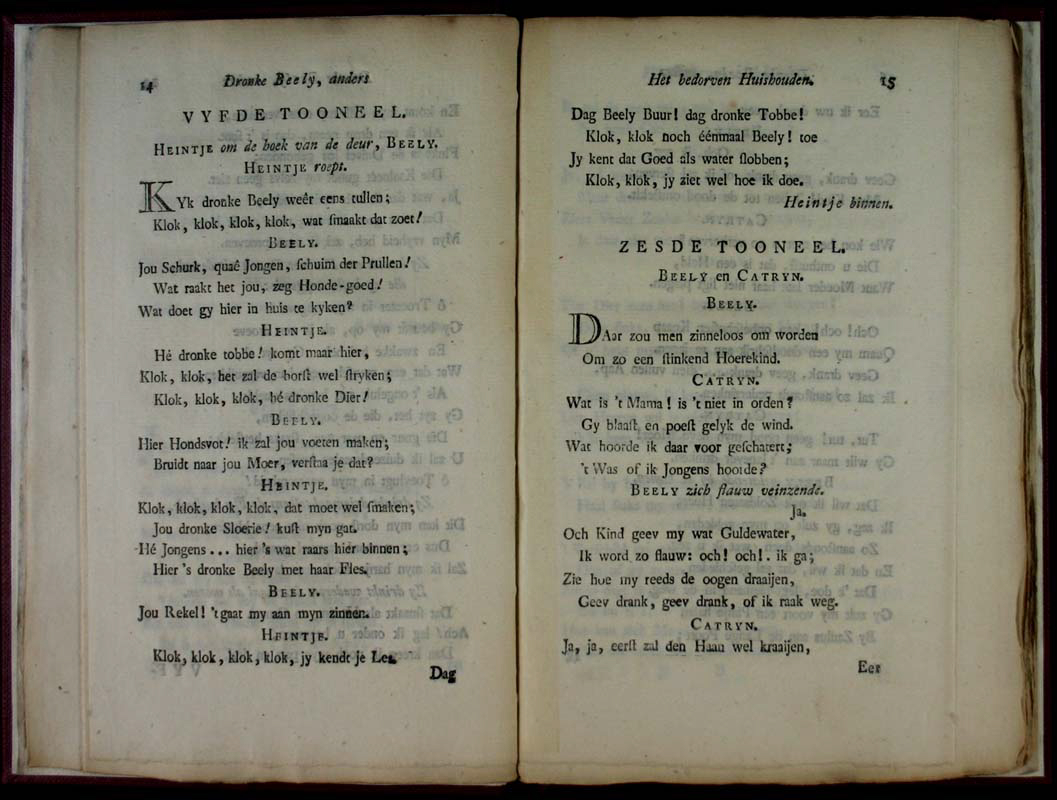 14 Dronke Beely, anders
VYFDE TOONEEL.
HEINTJE om de hoek van de deur, BEELY.
HEINTJE roept.
KYk dronke Beely weêr eens tullen;
Klok, klok, klok, klok, wat ſmaakt dat zoet!
BEELY.
Jou Schurk, quaê Jongen, ſchuim der Prullen!
Wat raakt het jou, zeg Honde-goed!
Wat doet gy hier in huis te kyken?
HEINTJE.
Hé dronke tobbe! komt maar hier,
Klok, klok, het zal de borſt wel ſtryken;
Klok, klok, klok, hé dronke Dier!
BEELY.
Hier Hondsvot! ik zal jou voeten maken;
Bruidt naar jou Moer, verſtaa je dat?
HEINTJE.
Klok, klok, klok, klok, dat moet wel ſmaken;
Jou dronke Sloerie! kuſt myn gat.
Hé Jongens... hier 's wat raars hier binnen;
Hier 's dronke Beely met haar Fles.
BEELY.
Jou Rekel! 't gaat my aan myn zinnen.
HEINTJE.
Klok, klok, klok, klok, jy kendt je Les.
Dag
Het bedorven Huishouden. 15
Dag Beely Buur! dag dronke Tobbe!
Klok, klok noch éénmaal Beely! toe
Jy kent dat Goed als water ſlobben;
Klok, klok, jy ziet wel hoe ik doe.
Heintje binnen.
ZESDE TOONEEL.
BEELY en CATRYN.
BEELY.
DAar zou men zinneloos om worden
Om zo een ſtinkend Hoerekind.
CATRYN.
Wat is 't Mama! is 't niet in orden?
Gy blaaſt en poeſt gelyk de wind.
Wat hoorde ik daar voor geſchatert;
't Was of ik Jongens hoorde?
BEELY zich flauw veinzende.
Ja.
Och Kind geev my wat Guldewater,
Ik word zo flauw: och! och!. ik ga;
Zie hoe my reeds de oogen draaijen,
Geev drank, geev drank, of ik raak weg.
CATRYN.
Ja, ja, eerſt zal den Haan wel kraaijen,
Eer